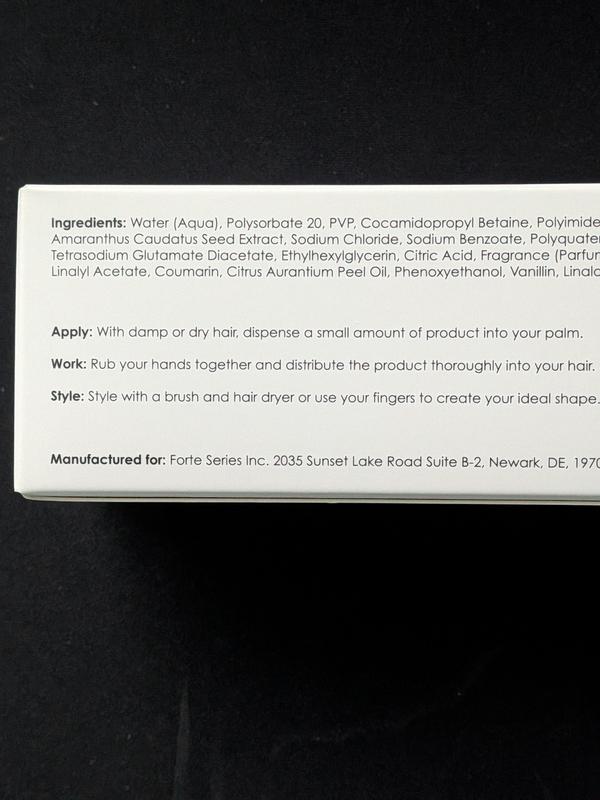 Ingredients: Water (Aqua), Polysorbate 20, PVP, Cocamidopropyl Betaine, Polyimide
Amaranthus Caudatus Seed Extract, Sodium Chloride, Sodium Benzoate,
Tetrasodium Glutamate Diacetate, Ethylhexylglycerin, Citric Acid, Fragrance (Parfum
Linalyl Acetate, Coumarin, Citrus Aurantium Peel Oil, Phenoxyethanol, Vanillin,
Apply: With damp or dry hair, dispense a small amount of product into your palm.
Work: Rub your hands together and distribute the product thoroughly into your hair.
Style: Style with a brush and hair dryer or use your fingers to create your ideal shape.
Manufactured for: Forte Series Inc. 2035 Sunset Lake Road Suite B-2, Newark, DE,